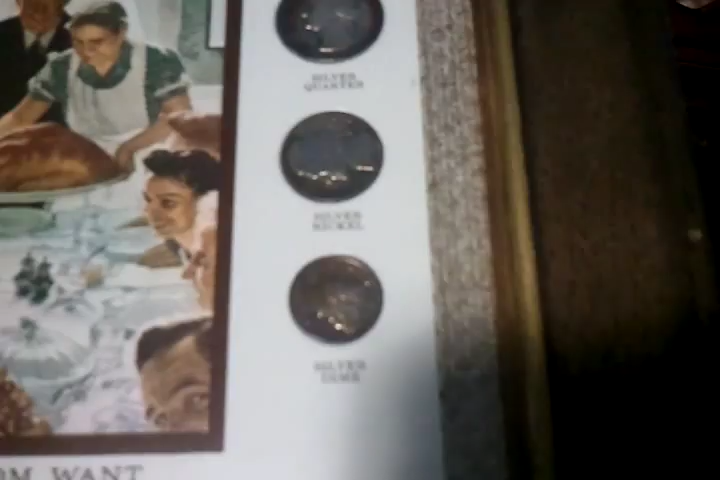 SILVER
QUARTER
SILVER
NICKEL
SILVER
DIME
OM WANT